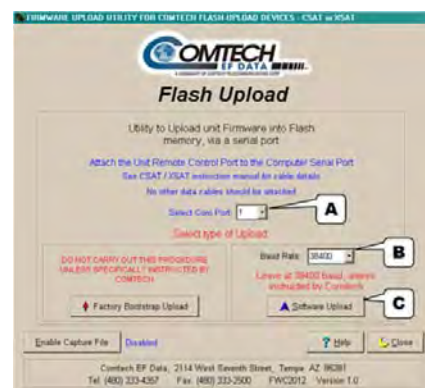 FIRMWARE UPLOAD UTILITY FOR COMTECH FLASH UPLOAD DEVICES - CSAT or XSAT
COMTECH
EF DATA
Flash Upload
Utility to Upload unit Firmware into Flash
memory, via a serial port
Attach the Unit Remote Control Port to the Computer Serial Port
See CSAT / XSAT instruction manual for cable details
No other data cables should be attached
Select Com Port: 1
A
Select type of Upload:
DO NOT CARRY OUT THIS PROCEDURE
UNLESS SPECIFICALLY INSTRUCTED BY
COMTECH
Factory Bootstrap Upload
Baud Rate: 38400
B
Leave at 38400 baud, unless
instructed by Comtech
Software Upload
C
Enable Capture File
Disabled
? Help
Close
Comtech EF Data, 2114 West Seventh Street, Tempe AZ 85281
Tel: (480) 333-4357 Fax: (480) 333-2500 FWC2012 Version 1.0